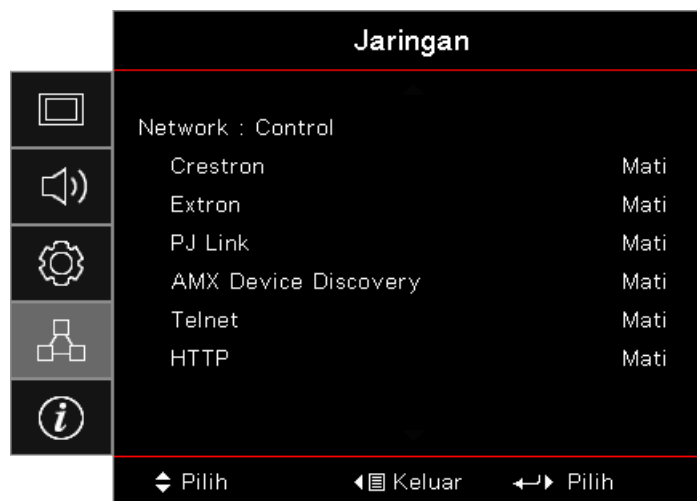 Jaringan
Network : Control
Crestron Mati
Extron Mati
PJ Link Mati
AMX Device Discovery Mati
Telnet Mati
HTTP Mati
Pilih Keluar Pilih